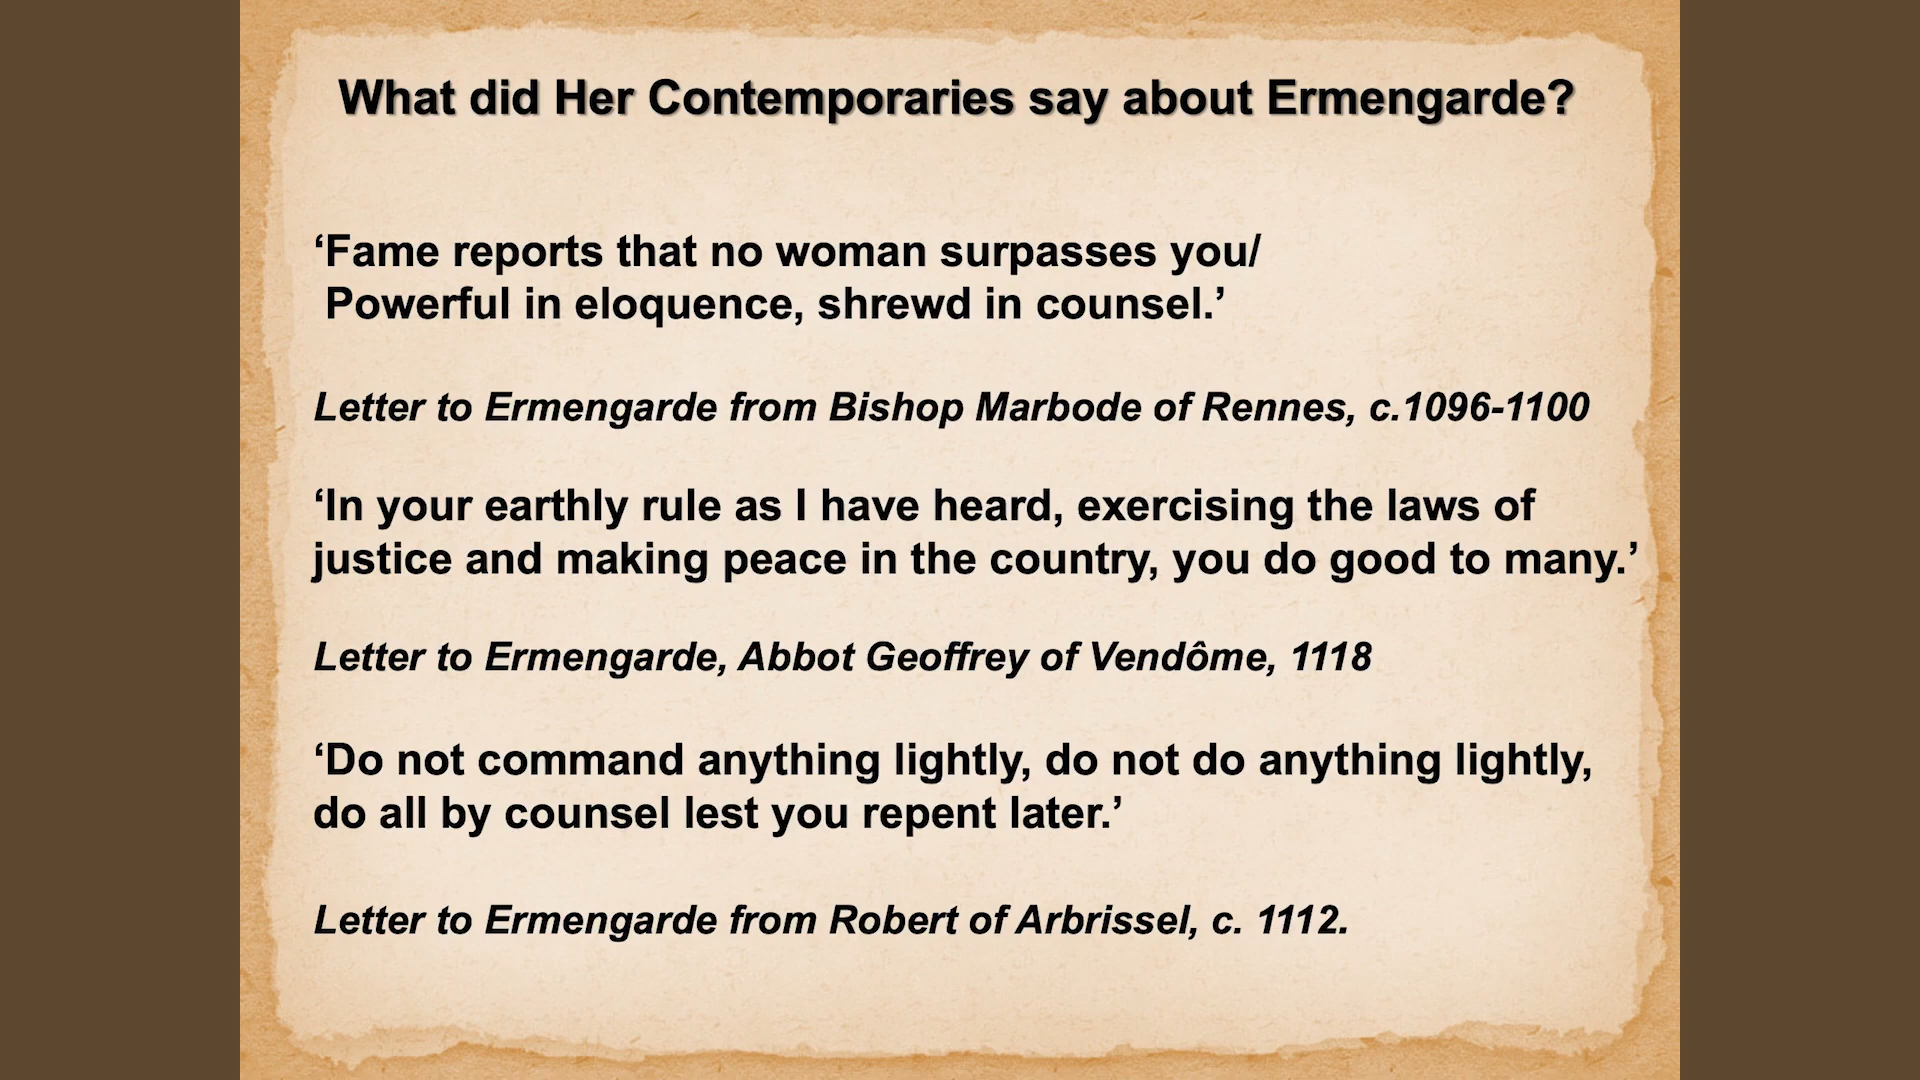 What did Her Contemporaries say about Ermengarde?
‘Fame reports that no woman surpasses you/
Powerful in eloquence, shrewd in counsel.’
Letter to Ermengarde from Bishop Marbode of Rennes, c.1096-1100
‘In your earthly rule as I have heard, exercising the laws of
justice and making peace in the country, you do good to many.’
Letter to Ermengarde, Abbot Geoffrey of Vendôme, 1118
‘Do not command anything lightly, do not do anything lightly,
do all by counsel lest you repent later.’
Letter to Ermengarde from Robert of Arbrissel, c. 1112.